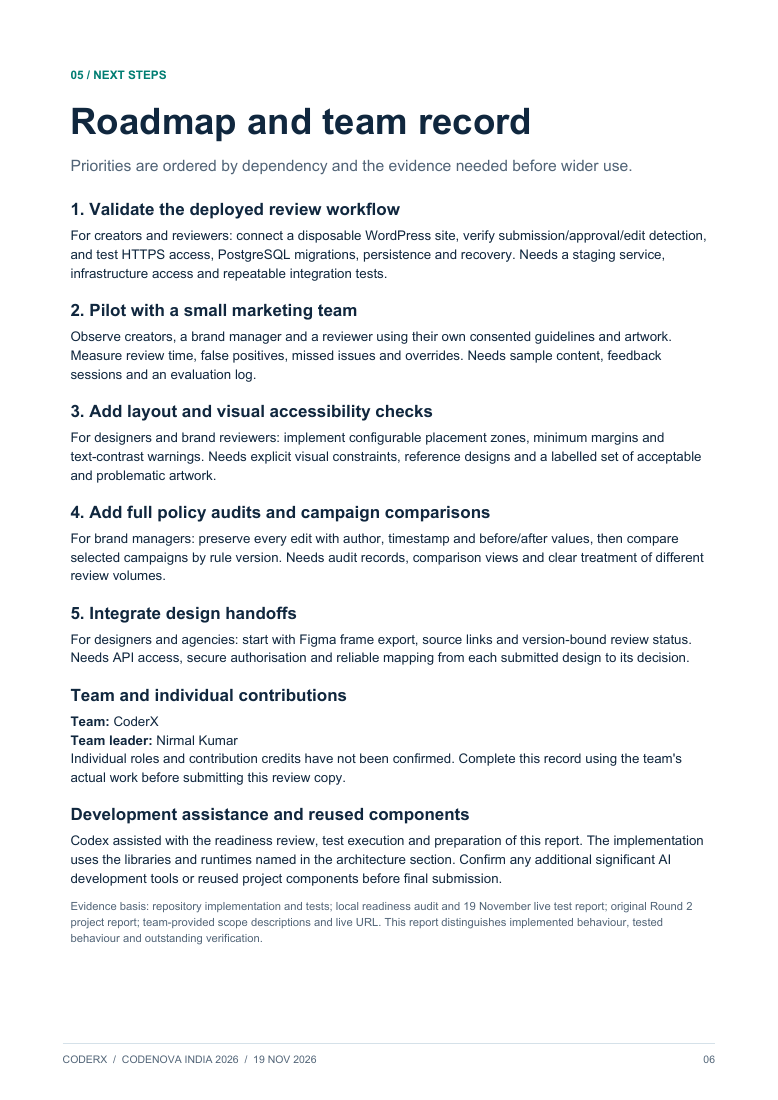 05 / NEXT STEPS
Roadmap and team record
Priorities are ordered by dependency and the evidence needed before wider use.
1. Validate the deployed review workflow
For creators and reviewers: connect a disposable WordPress site, verify submission/approval/edit detection,
and test HTTPS access, PostgreSQL migrations, persistence and recovery. Needs a staging service,
infrastructure access and repeatable integration tests.
2. Pilot with a small marketing team
Observe creators, a brand manager and a reviewer using their own consented guidelines and artwork.
Measure review time, false positives, missed issues and overrides. Needs sample content, feedback
sessions and an evaluation log.
3. Add layout and visual accessibility checks
For designers and brand reviewers: implement configurable placement zones, minimum margins and
text-contrast warnings. Needs explicit visual constraints, reference designs and a labelled set of acceptable
and problematic artwork.
4. Add full policy audits and campaign comparisons
For brand managers: preserve every edit with author, timestamp and before/after values, then compare
selected campaigns by rule version. Needs audit records, comparison views and clear treatment of different
review volumes.
5. Integrate design handoffs
For designers and agencies: start with Figma frame export, source links and version-bound review status.
Needs API access, secure authorisation and reliable mapping from each submitted design to its decision.
Team and individual contributions
Team: CoderX
Team leader: Nirmal Kumar
Individual roles and contribution credits have not been confirmed. Complete this record using the team's
actual work before submitting this review copy.
Development assistance and reused components
Codex assisted with the readiness review, test execution and preparation of this report. The implementation
uses the libraries and runtimes named in the architecture section. Confirm any additional significant AI
development tools or reused project components before final submission.
Evidence basis: repository implementation and tests; local readiness audit and 19 November live test report; original Round 2
project report; team-provided scope descriptions and live URL. This report distinguishes implemented behaviour, tested
behaviour and outstanding verification.
CODERX / CODENOVA INDIA 2026 / 19 NOV 2026 06